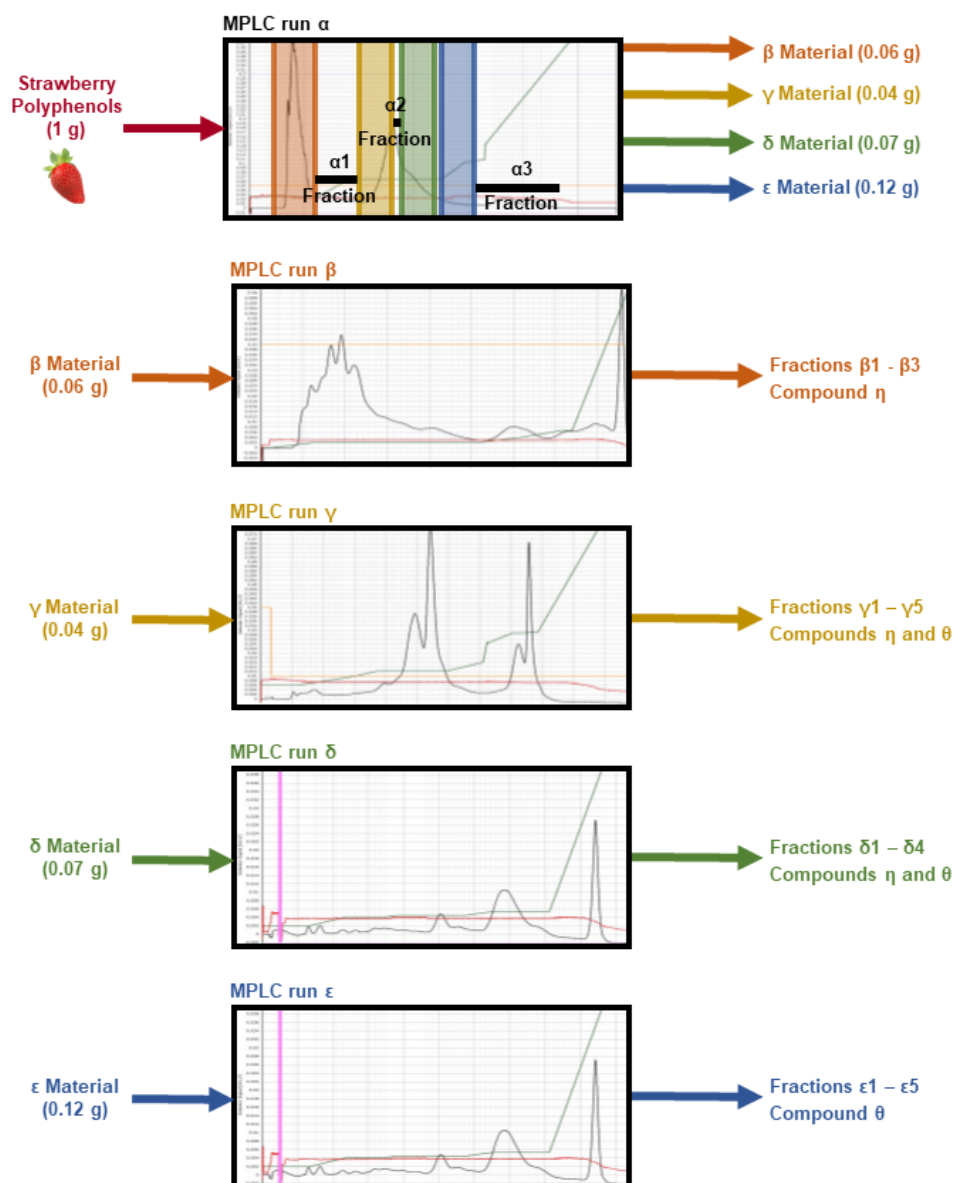 MPLC run α
Strawberry
Polyphenols
(1 g)
α1
Fraction
α2
Fraction
α3
Fraction
β Material (0.06 g)
γ Material (0.04 g)
δ Material (0.07 g)
ε Material (0.12 g)
MPLC run β
β Material
(0.06 g)
Fractions β1 - β3
Compound η
MPLC run γ
γ Material
(0.04 g)
Fractions γ1 – γ5
Compounds η and θ
MPLC run δ
δ Material
(0.07 g)
Fractions δ1 – δ4
Compounds η and θ
MPLC run ε
ε Material
(0.12 g)
Fractions ε1 – ε5
Compound θ